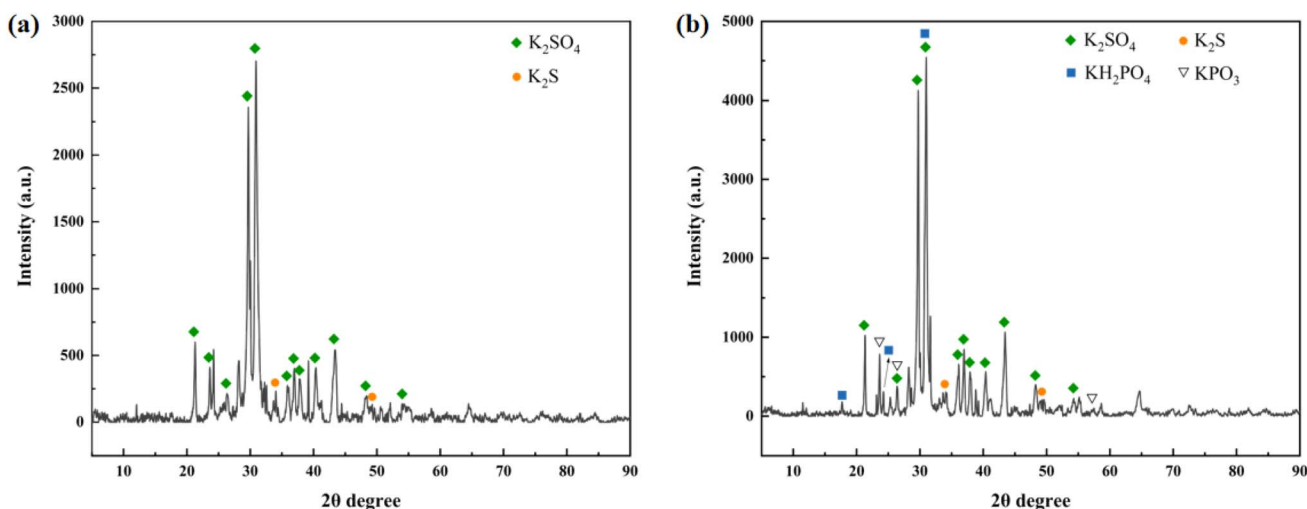 (a)
3000
2500
2000
1500
1000
500
0
Intensity (a.u.)
K₂SO₄
K₂S
10 20 30 40 50 60 70 80 90
2θ degree
(b)
5000
4000
3000
2000
1000
0
Intensity (a.u.)
K₂SO₄ K₂S
KH₂PO₄ KPO₃
10 20 30 40 50 60 70 80 90
2θ degree